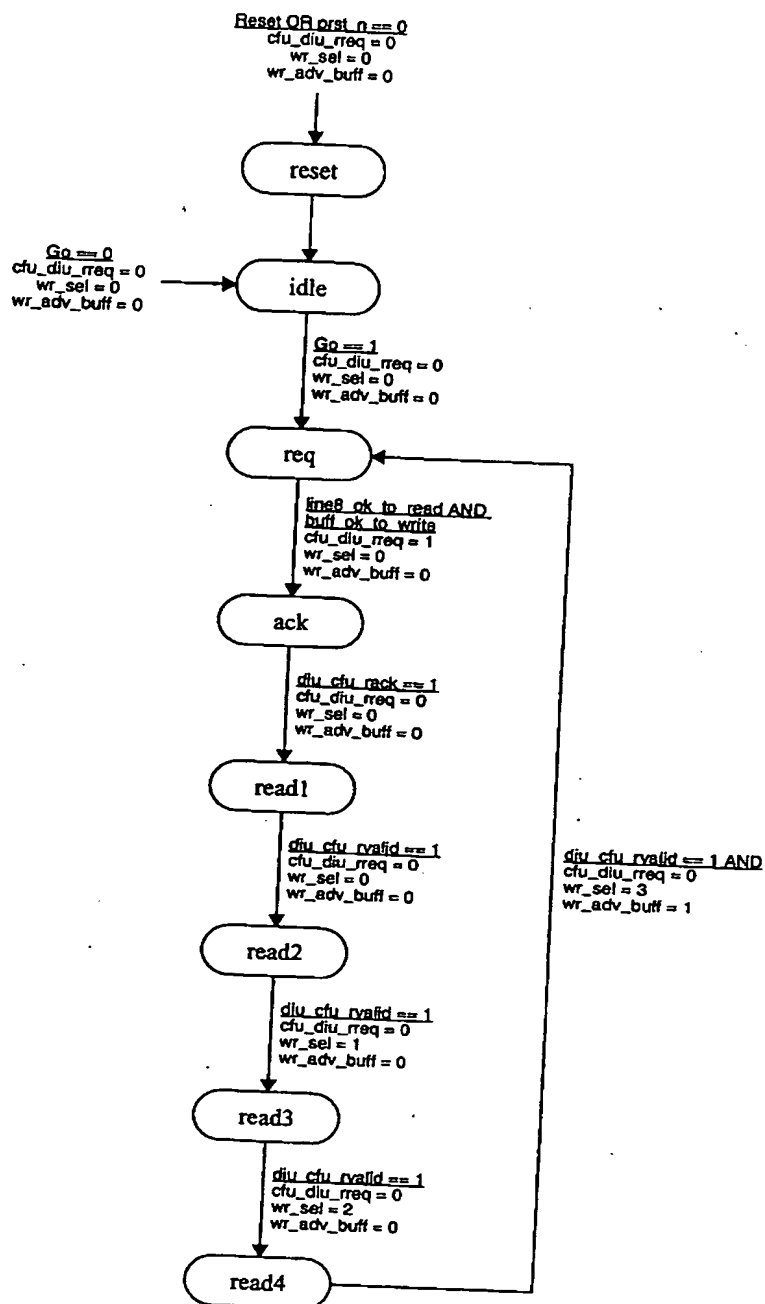 Reset OR prst_n == 0
cfu_diu_rreq = 0
wr_sel = 0
wr_adv_buff = 0
reset
Go == 0
cfu_diu_rreq = 0
wr_sel = 0
wr_adv_buff = 0
idle
Go == 1
cfu_diu_rreq = 0
wr_sel = 0
wr_adv_buff = 0
req
line8_ok_to_read AND
buff_ok_to_write
cfu_diu_rreq = 1
wr_sel = 0
wr_adv_buff = 0
ack
diu_cfu_rack == 1
cfu_diu_rreq = 0
wr_sel = 0
wr_adv_buff = 0
read1
diu_cfu_rvalid == 1
cfu_diu_rreq = 0
wr_sel = 0
wr_adv_buff = 0
diu_cfu_rvalid == 1 AND
cfu_diu_rreq = 0
wr_sel = 3
wr_adv_buff = 1
read2
diu_cfu_rvalid == 1
cfu_diu_rreq = 0
wr_sel = 1
wr_adv_buff = 0
read3
diu_cfu_rvalid == 1
cfu_diu_rreq = 0
wr_sel = 2
wr_adv_buff = 0
read4